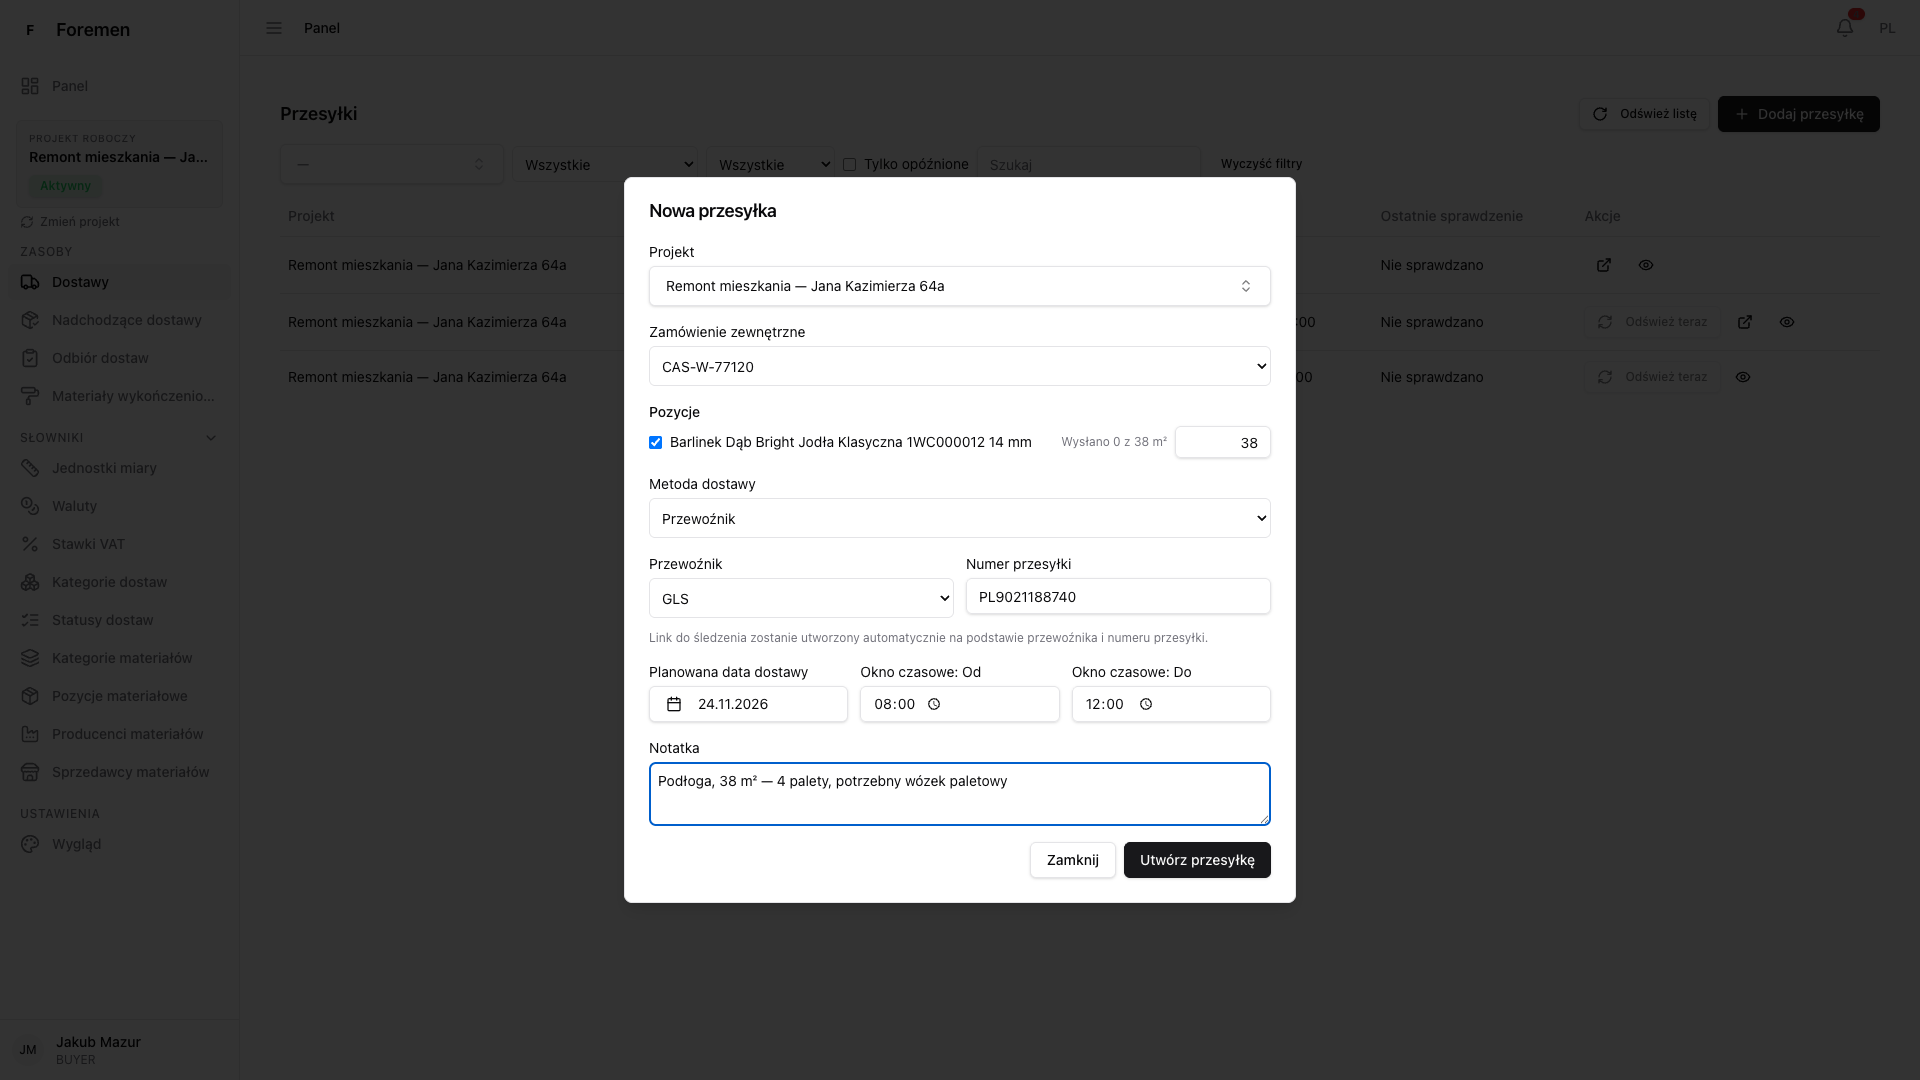 F Foremen
Panel
PL
Panel
PROJEKT ROBOCZY
Remont mieszkania — Ja...
Aktywny
Zmień projekt
ZASOBY
Dostawy
Nadchodzące dostawy
Odbiór dostaw
Materiały wykończenio...
SŁOWNIKI
Jednostki miary
Waluty
Stawki VAT
Kategorie dostaw
Statusy dostaw
Kategorie materiałów
Pozycje materiałowe
Producenci materiałów
Sprzedawcy materiałów
USTAWIENIA
Wygląd
JM
Jakub Mazur
BUYER
Przesyłki
Odśwież listę
Dodaj przesyłkę
— Wszystkie Wszystkie Tylko opóźnione Szukaj Wyczyść filtry
Projekt Ostatnie sprawdzenie Akcje
Remont mieszkania — Jana Kazimierza 64a Nie sprawdzano
Remont mieszkania — Jana Kazimierza 64a :00 Nie sprawdzano Odśwież teraz
Remont mieszkania — Jana Kazimierza 64a 00 Nie sprawdzano Odśwież teraz
Nowa przesyłka
Projekt
Remont mieszkania — Jana Kazimierza 64a
Zamówienie zewnętrzne
CAS-W-77120
Pozycje
Barlinek Dąb Bright Jodła Klasyczna 1WC000012 14 mm Wysłano 0 z 38 m² 38
Metoda dostawy
Przewoźnik
Przewoźnik Numer przesyłki
GLS PL9021188740
Link do śledzenia zostanie utworzony automatycznie na podstawie przewoźnika i numeru przesyłki.
Planowana data dostawy Okno czasowe: Od Okno czasowe: Do
24.11.2026 08:00 12:00
Notatka
Podłoga, 38 m² — 4 palety, potrzebny wózek paletowy
Zamknij Utwórz przesyłkę